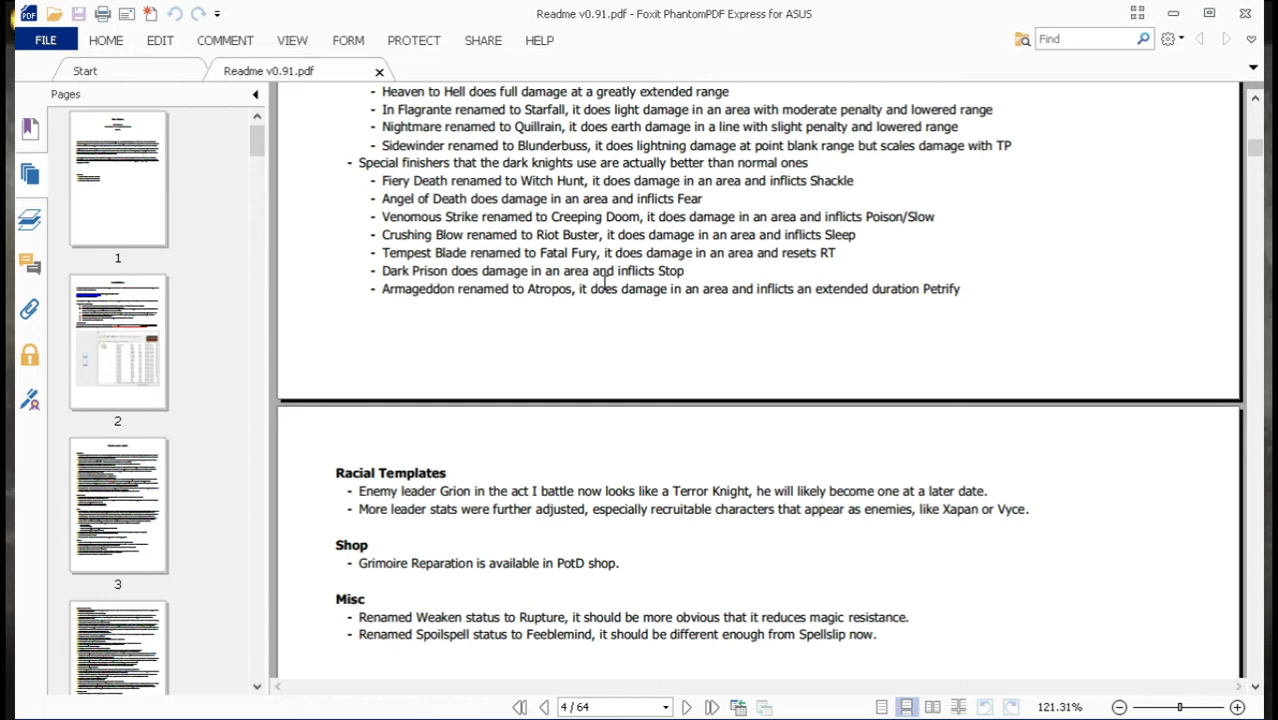 Readme v0.91.pdf - Foxit PhantomPDF Express for ASUS
FILE HOME EDIT COMMENT VIEW FORM PROTECT SHARE HELP
Find
Start
Readme v0.91.pdf
Pages
1
2
3
- Heaven to Hell does full damage at a greatly extended range
- In Flagrante renamed to Starfall, it does light damage in an area with moderate penalty and lowered range
- Nightmare renamed to Quillrain, it does earth damage in a line with slight penalty and lowered range
- Sidewinder renamed to Blunderbuss, it does lightning damage at point blank range but scales damage with TP
- Special finishers that the dark knights use are actually better than normal ones
- Fiery Death renamed to Witch Hunt, it does damage in an area and inflicts Shackle
- Angel of Death does damage in an area and inflicts Fear
- Venomous Strike renamed to Creeping Doom, it does damage in an area and inflicts Poison/Slow
- Crushing Blow renamed to Riot Buster, it does damage in an area and inflicts Sleep
- Tempest Blade renamed to Fatal Fury, it does damage in an area and resets RT
- Dark Prison does damage in an area and inflicts Stop
- Armageddon renamed to Atropos, it does damage in an area and inflicts an extended duration Petrify
Racial Templates
- Enemy leader Grion in the act I battle now looks like a Terror Knight, he will likely become one at a later date.
- More leader stats were further adjusted, especially recruitable characters that appear as enemies, like Xapan or Vyce.
Shop
- Grimoire Reparation is available in PotD shop.
Misc
- Renamed Weaken status to Rupture, it should be more obvious that it reduces magic resistance.
- Renamed Spoilspell status to Feeblemind, it should be different enough from Spellslip now.
4 / 64
121.31%